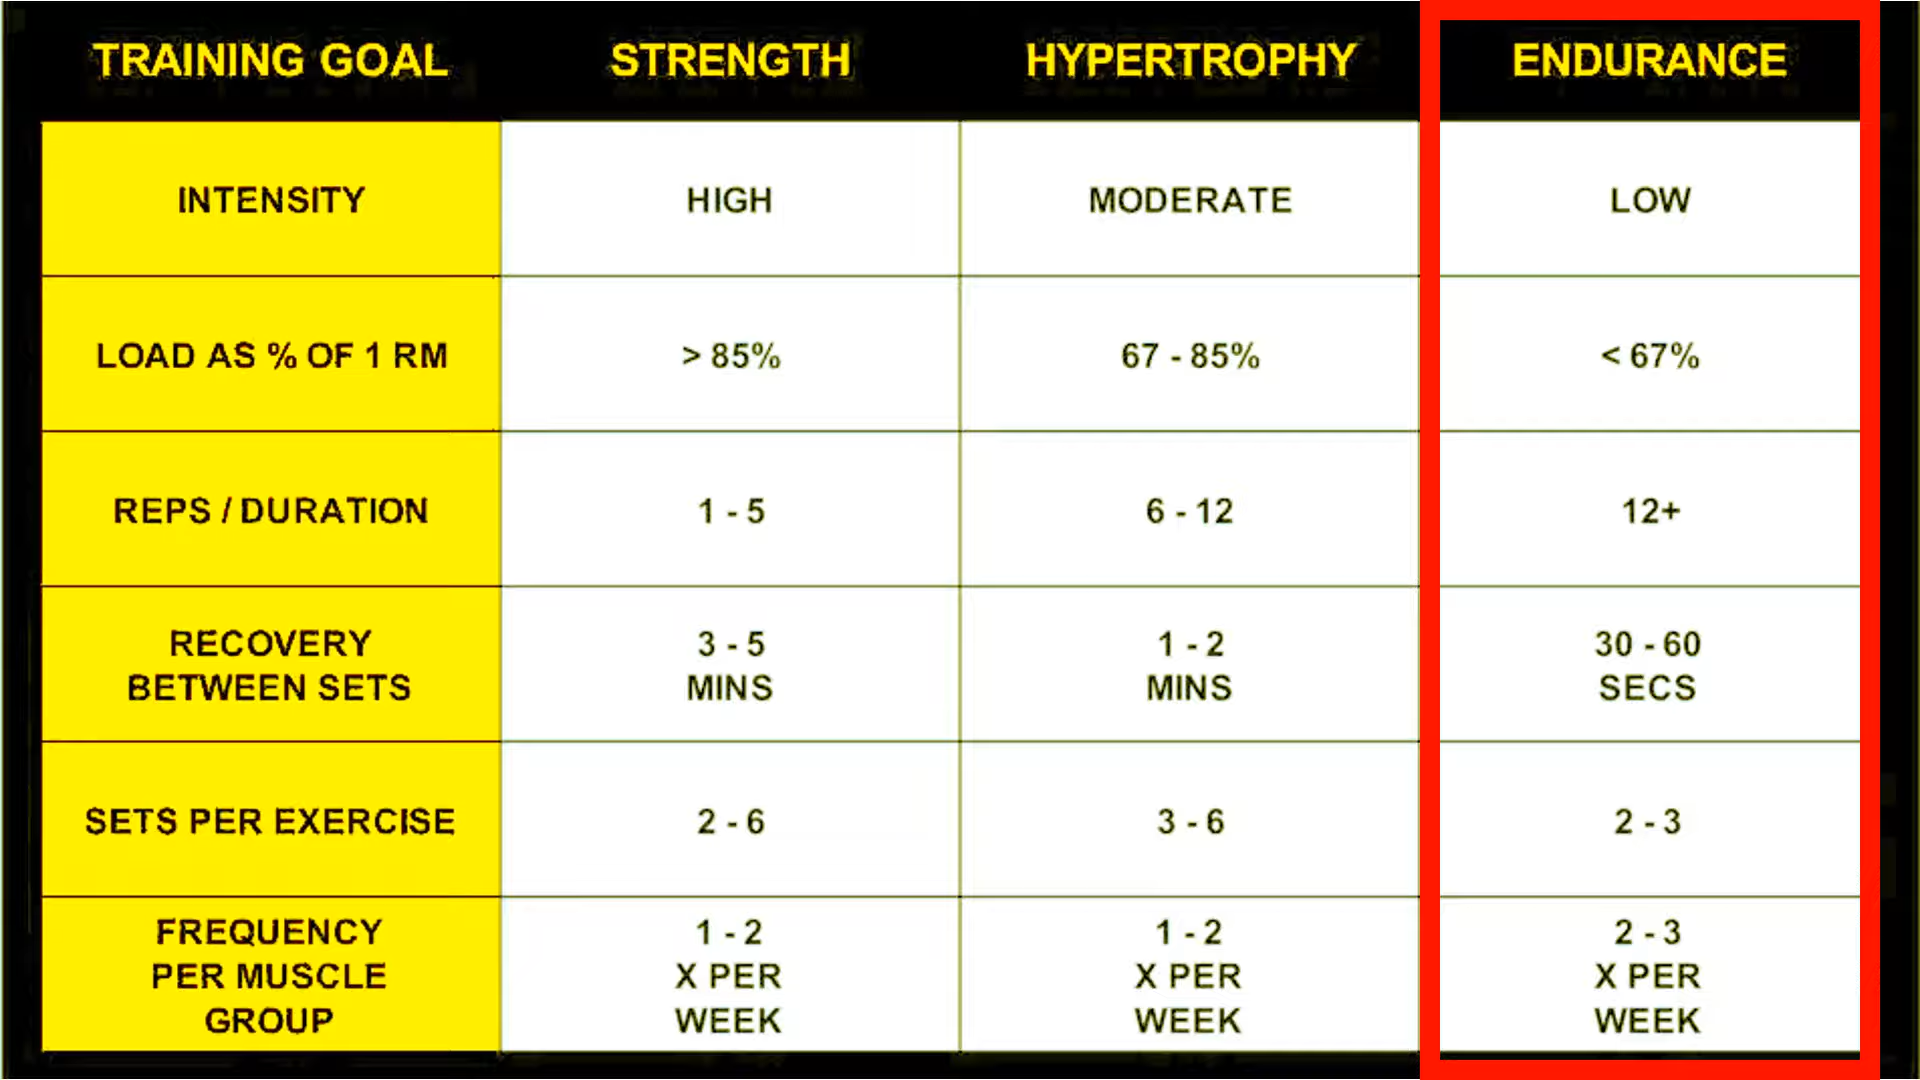 TRAINING GOAL STRENGTH HYPERTROPHY ENDURANCE
INTENSITY HIGH MODERATE LOW
LOAD AS % OF 1 RM > 85% 67 - 85% < 67%
REPS / DURATION 1 - 5 6 - 12 12+
RECOVERY 3 - 5 1 - 2 30 - 60
BETWEEN SETS MINS MINS SECS
SETS PER EXERCISE 2 - 6 3 - 6 2 - 3
FREQUENCY 1 - 2 1 - 2 2 - 3
PER MUSCLE X PER X PER X PER
GROUP WEEK WEEK WEEK